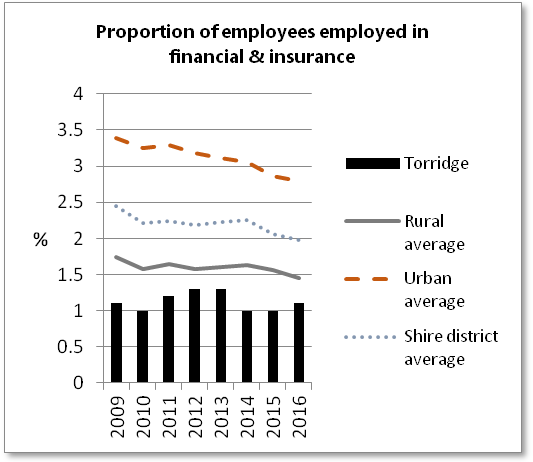 Proportion of employees employed in
financial & insurance
4
3.5
3
2.5
2
1.5
1
0.5
0
%
2009
2010
2011
2012
2013
2014
2015
2016
Torridge
Rural
average
Urban
average
Shire district
average